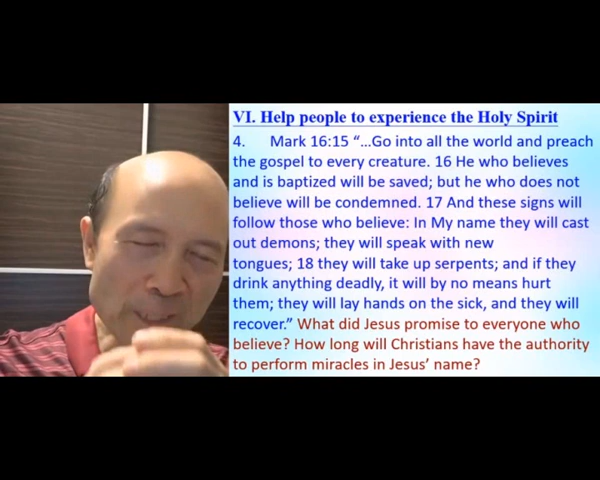 VI. Help people to experience the Holy Spirit
4. Mark 16:15 “…Go into all the world and preach
the gospel to every creature. 16 He who believes
and is baptized will be saved; but he who does not
believe will be condemned. 17 And these signs will
follow those who believe: In My name they will cast
out demons; they will speak with new
tongues; 18 they will take up serpents; and if they
drink anything deadly, it will by no means hurt
them; they will lay hands on the sick, and they will
recover.” What did Jesus promise to everyone who
believe? How long will Christians have the authority
to perform miracles in Jesus’ name?